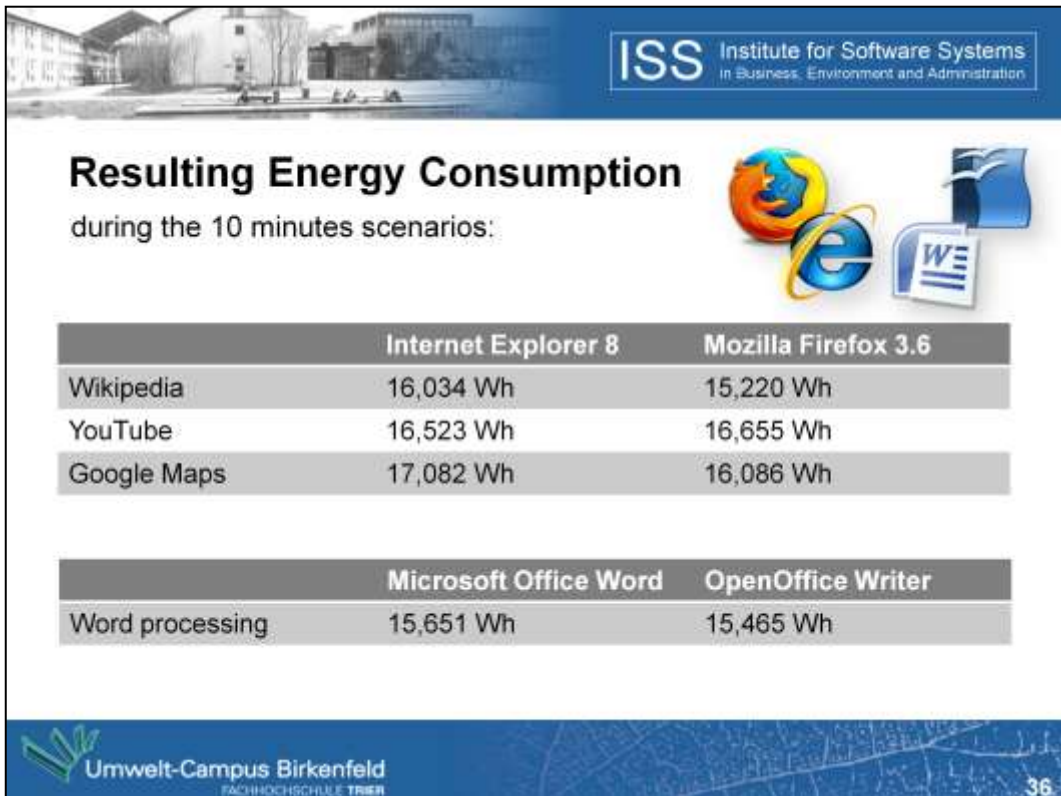 ISS Institute for Software Systems
in Business, Environment and Administration
Resulting Energy Consumption
during the 10 minutes scenarios:
W
Internet Explorer 8 Mozilla Firefox 3.6
Wikipedia 16,034 Wh 15,220 Wh
YouTube 16,523 Wh 16,655 Wh
Google Maps 17,082 Wh 16,086 Wh
Microsoft Office Word OpenOffice Writer
Word processing 15,651 Wh 15,465 Wh
Umwelt-Campus Birkenfeld
FACHHOCHSCHULE TRIER
36